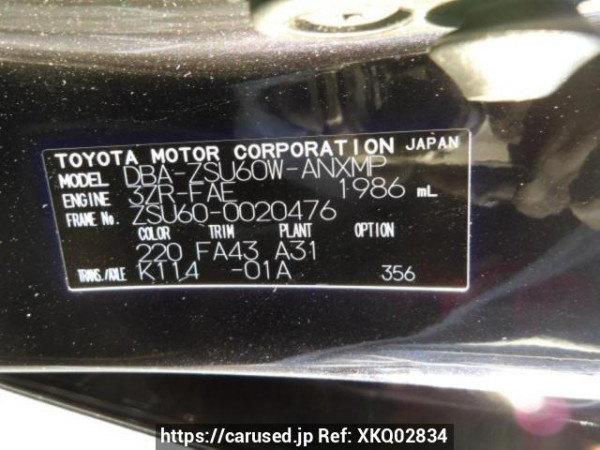 TOYOTA MOTOR CORPORATION JAPAN
MODEL DBA-ZSU60W-ANXMP
ENGINE 3ZR-FAE 1986 mL
FRAME No. ZSU60-0020476
COLOR TRIM PLANT OPTION
220 FA43 A31
TRANS./AXLE K114 -01A 356
https://carused.jp Ref: XKQ02834